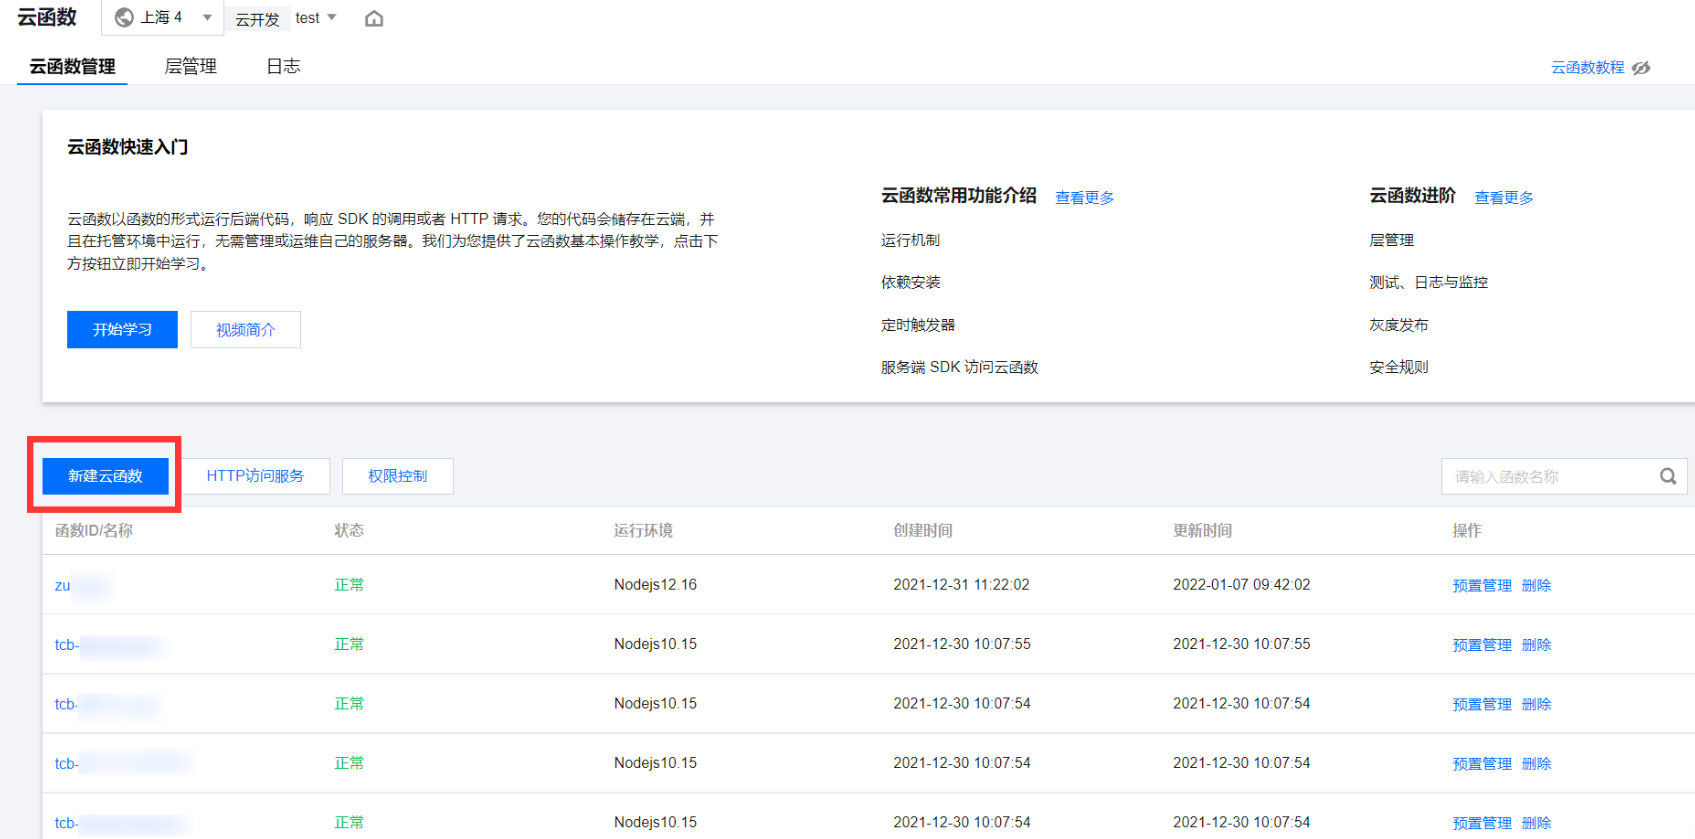 云函数 上海 4 云开发 test
云函数管理 层管理 日志 云函数教程
云函数快速入门
云函数以函数的形式运行后端代码，响应 SDK 的调用或者 HTTP 请求。您的代码会储存在云端，并
且在托管环境中运行，无需管理或运维自己的服务器。我们为您提供了云函数基本操作教学，点击下
方按钮立即开始学习。
开始学习 视频简介
云函数常用功能介绍 查看更多
运行机制
依赖安装
定时触发器
服务端 SDK 访问云函数
云函数进阶 查看更多
层管理
测试、日志与监控
灰度发布
安全规则
新建云函数 HTTP访问服务 权限控制 请输入函数名称
函数ID/名称 状态 运行环境 创建时间 更新时间 操作
zu 正常 Nodejs12.16 2021-12-31 11:22:02 2022-01-07 09:42:02 预置管理 删除
tcb- 正常 Nodejs10.15 2021-12-30 10:07:55 2021-12-30 10:07:55 预置管理 删除
tcb- 正常 Nodejs10.15 2021-12-30 10:07:54 2021-12-30 10:07:54 预置管理 删除
tcb- 正常 Nodejs10.15 2021-12-30 10:07:54 2021-12-30 10:07:54 预置管理 删除
tcb- 正常 Nodejs10.15 2021-12-30 10:07:54 2021-12-30 10:07:54 预置管理 删除